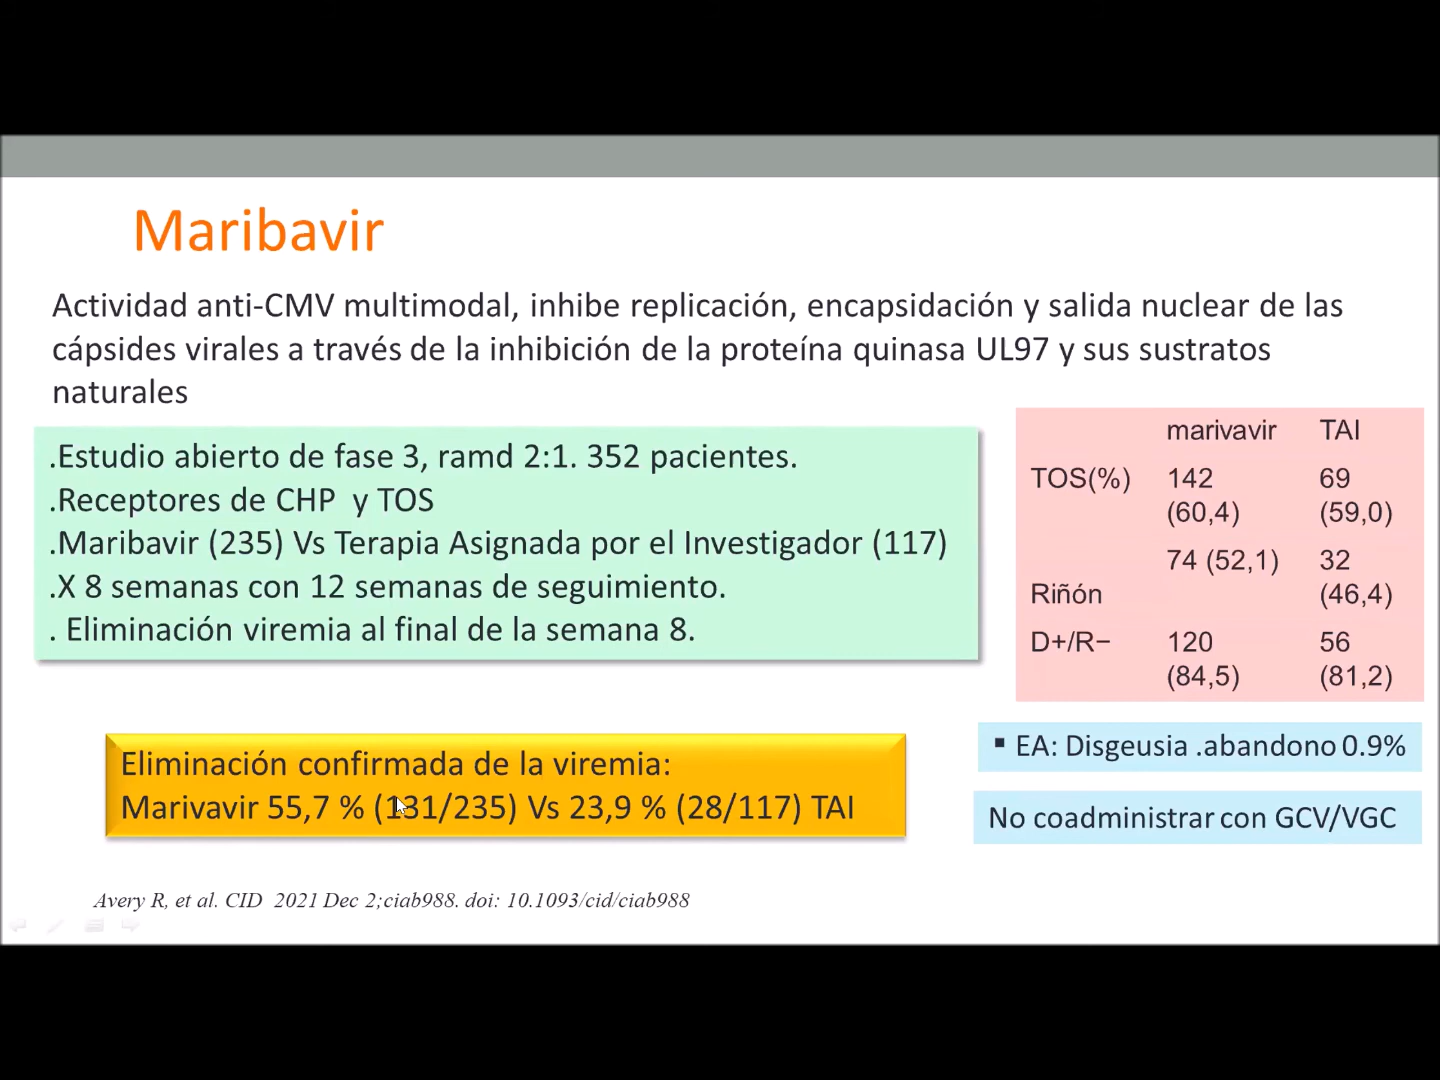 Maribavir
Actividad anti-CMV multimodal, inhibe replicación, encapsidación y salida nuclear de las
cápsides virales a través de la inhibición de la proteína quinasa UL97 y sus sustratos
naturales
.Estudio abierto de fase 3, ramd 2:1. 352 pacientes.
.Receptores de CHP y TOS
.Maribavir (235) Vs Terapia Asignada por el Investigador (117)
.X 8 semanas con 12 semanas de seguimiento.
. Eliminación viremia al final de la semana 8.
marivavir TAI
TOS(%) 142 69
(60,4) (59,0)
74 (52,1) 32
Riñón (46,4)
D+/R− 120 56
(84,5) (81,2)
Eliminación confirmada de la viremia:
Marivavir 55,7 % (131/235) Vs 23,9 % (28/117) TAI
▪ EA: Disgeusia .abandono 0.9%
No coadministrar con GCV/VGC
Avery R, et al. CID 2021 Dec 2;ciab988. doi: 10.1093/cid/ciab988